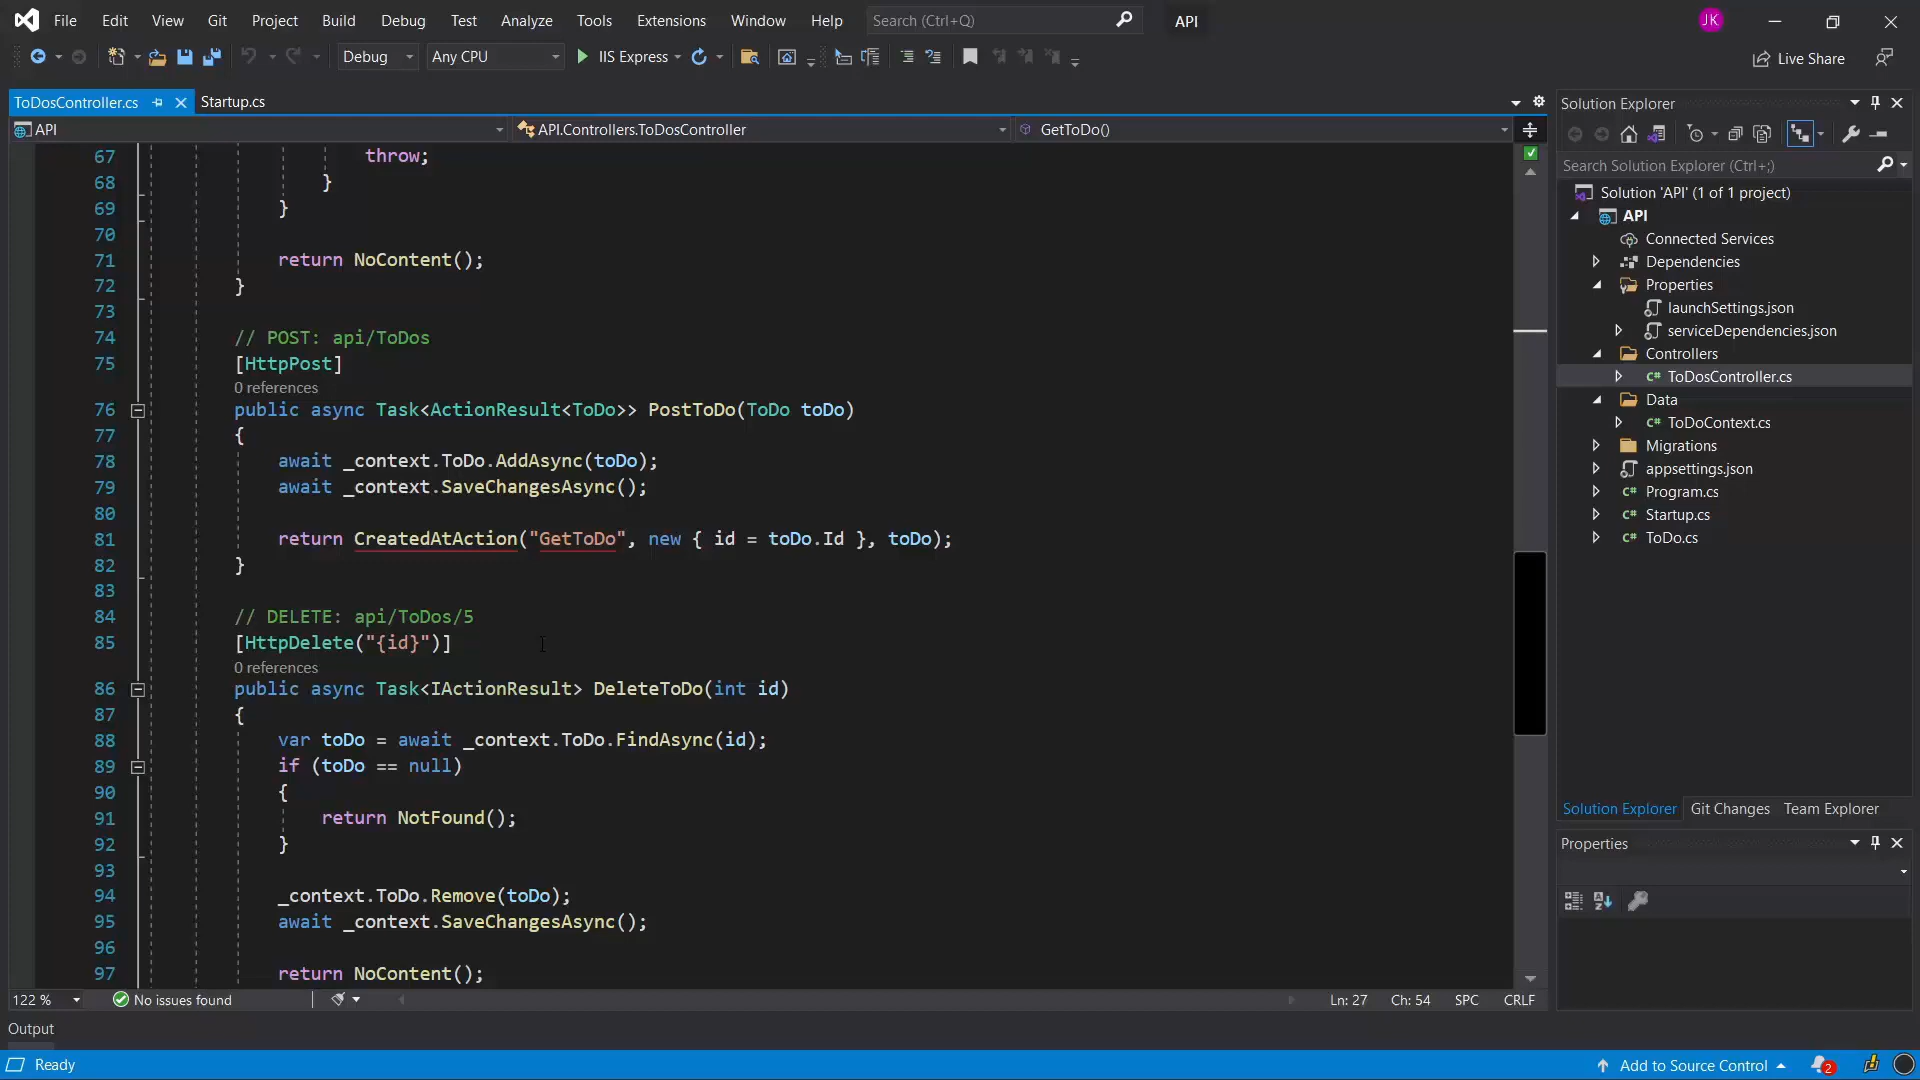 File Edit View Git Project Build Debug Test Analyze Tools Extensions Window Help Search (Ctrl+Q) API JK
Debug Any CPU IIS Express Live Share
ToDosController.cs Startup.cs
API API.Controllers.ToDosController GetToDo()
67 throw;
68 }
69 }
70
71 return NoContent();
72 }
73
74 // POST: api/ToDos
75 [HttpPost]
0 references
76 public async Task<ActionResult<ToDo>> PostToDo(ToDo toDo)
77 {
78 await _context.ToDo.AddAsync(toDo);
79 await _context.SaveChangesAsync();
80
81 return CreatedAtAction("GetToDo", new { id = toDo.Id }, toDo);
82 }
83
84 // DELETE: api/ToDos/5
85 [HttpDelete("{id}")]
0 references
86 public async Task<IActionResult> DeleteToDo(int id)
87 {
88 var toDo = await _context.ToDo.FindAsync(id);
89 if (toDo == null)
90 {
91 return NotFound();
92 }
93
94 _context.ToDo.Remove(toDo);
95 await _context.SaveChangesAsync();
96
97 return NoContent();
122 % No issues found Ln: 27 Ch: 54 SPC CRLF
Solution Explorer
Search Solution Explorer (Ctrl+;)
Solution 'API' (1 of 1 project)
API
Connected Services
Dependencies
Properties
launchSettings.json
serviceDependencies.json
Controllers
C# ToDosController.cs
Data
C# ToDoContext.cs
Migrations
appsettings.json
C# Program.cs
C# Startup.cs
C# ToDo.cs
Solution Explorer Git Changes Team Explorer
Properties
Output
Ready Add to Source Control 2